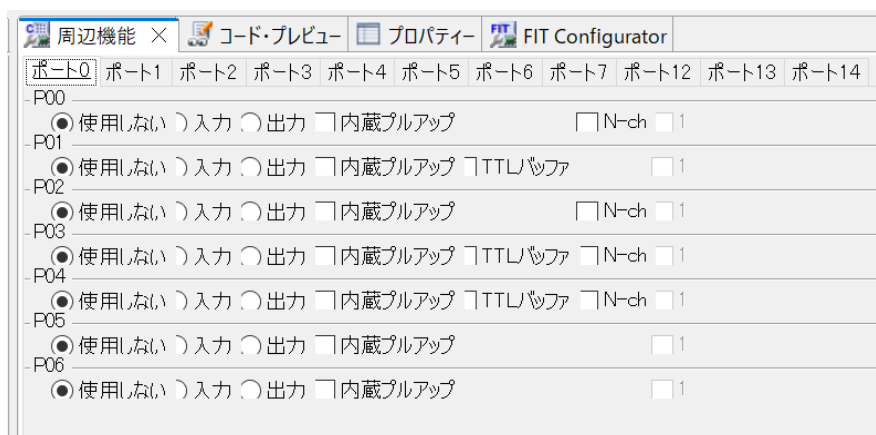 周辺機能 コード・プレビュー プロパティー FIT Configurator
ポート0 ポート1 ポート2 ポート3 ポート4 ポート5 ポート6 ポート7 ポート12 ポート13 ポート14
P00
使用しない 入力 出力 内蔵プルアップ N-ch 1
P01
使用しない 入力 出力 内蔵プルアップ TTLバッファ 1
P02
使用しない 入力 出力 内蔵プルアップ N-ch 1
P03
使用しない 入力 出力 内蔵プルアップ TTLバッファ N-ch 1
P04
使用しない 入力 出力 内蔵プルアップ TTLバッファ N-ch 1
P05
使用しない 入力 出力 内蔵プルアップ 1
P06
使用しない 入力 出力 内蔵プルアップ 1